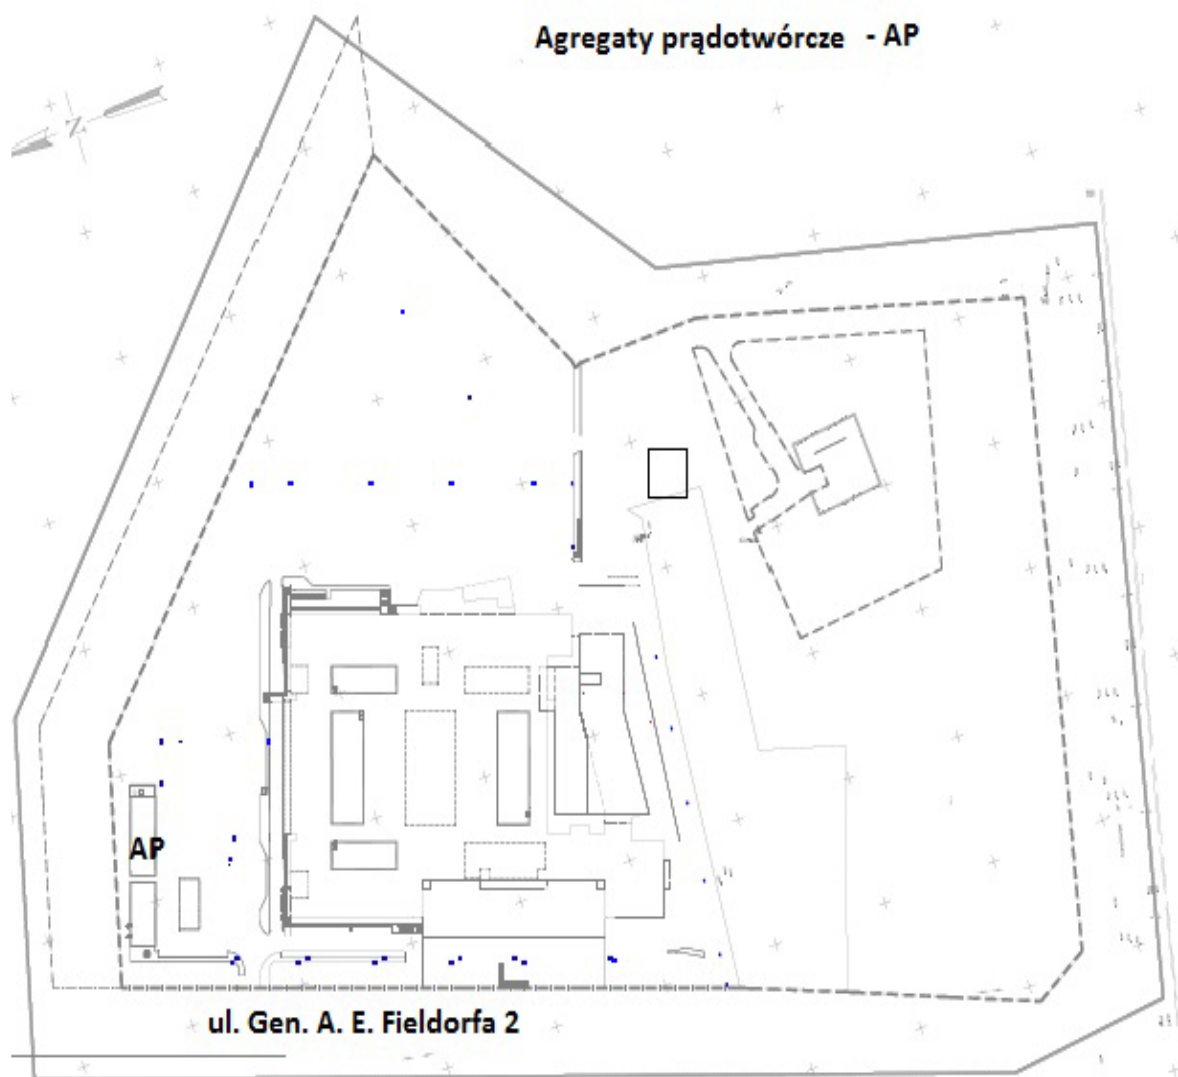 Agregaty prądotwórcze - AP
N
AP
ul. Gen. A. E. Fieldorfa 2